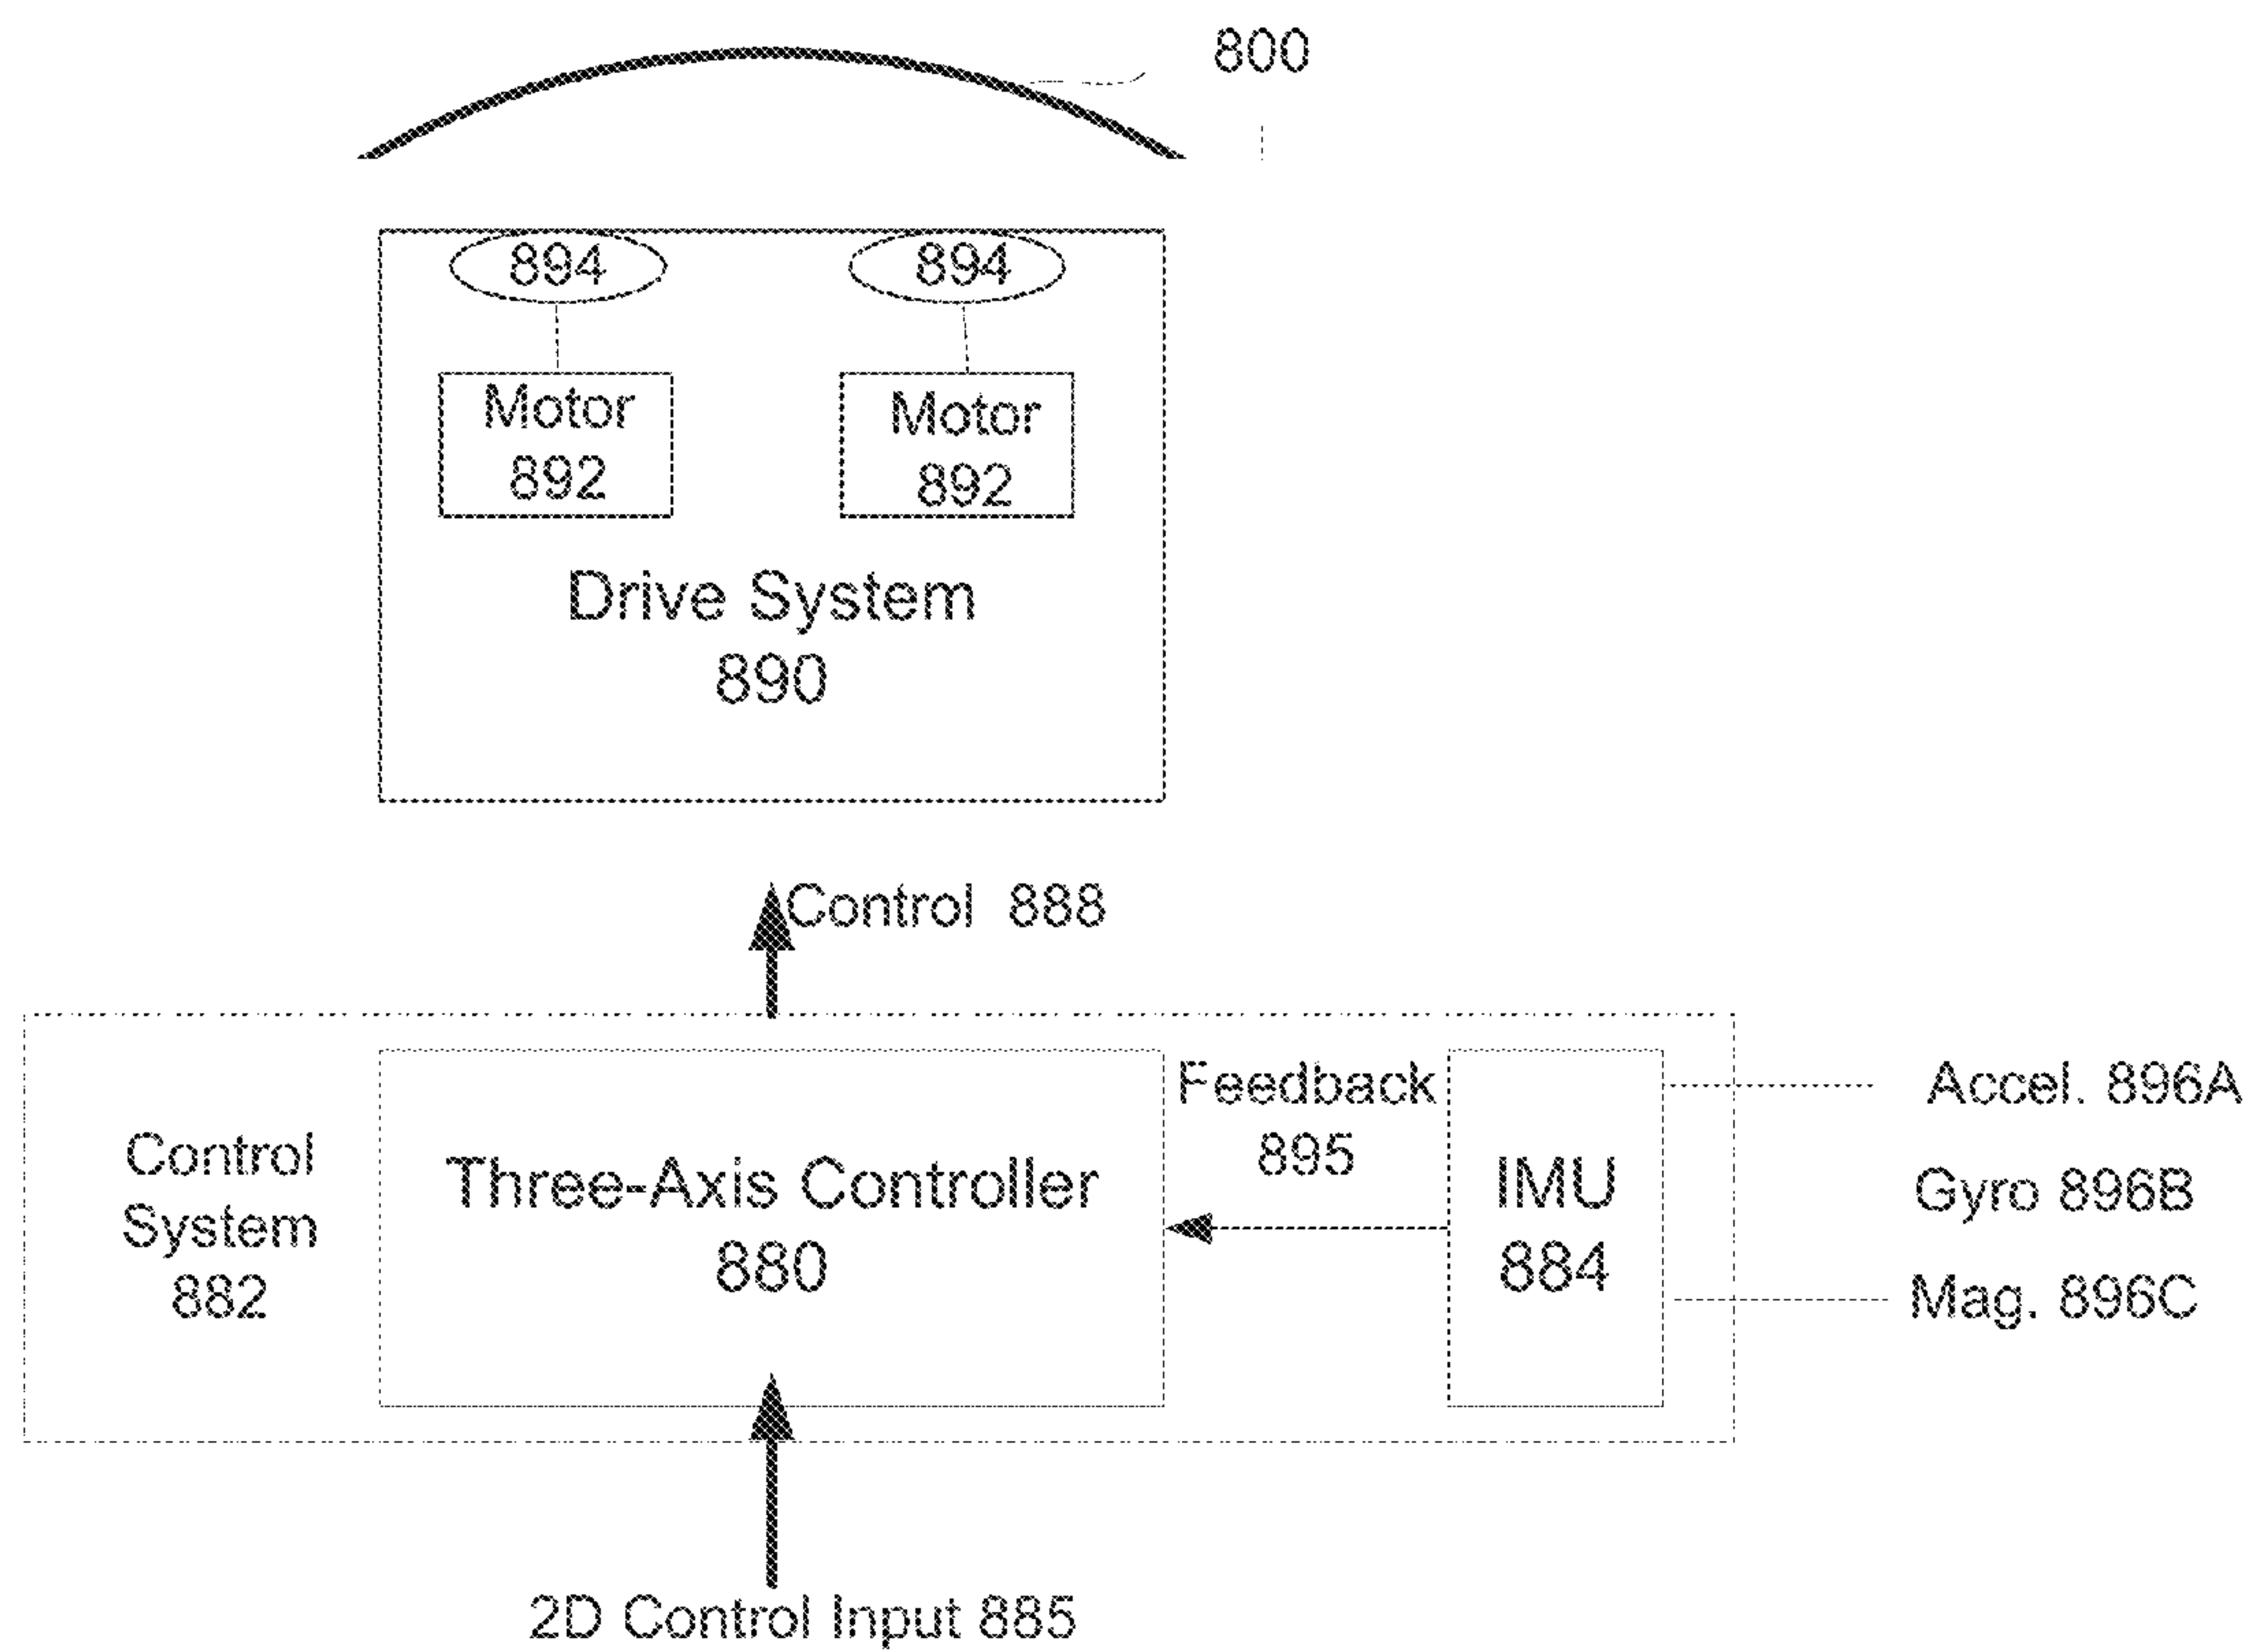 800
894
894
Motor
892
Motor
892
Drive System
890
Control 888
Control
System
882
Three-Axis Controller
880
Feedback
895
IMU
884
Accel. 896A
Gyro 896B
Mag. 896C
2D Control Input 885